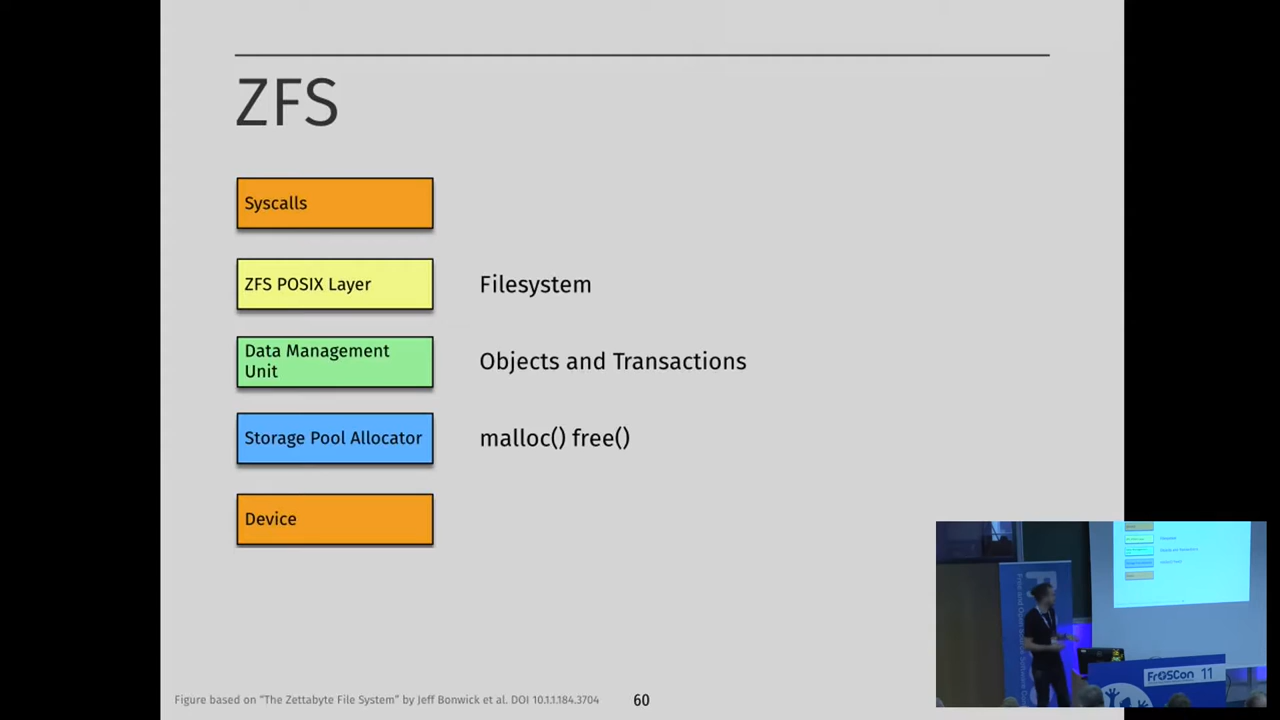 ZFS
Syscalls
ZFS POSIX Layer
Filesystem
Data Management
Unit
Objects and Transactions
Storage Pool Allocator
malloc() free()
Device
Figure based on "The Zettabyte File System" by Jeff Bonwick et al. DOI 10.1.1.184.3704
60
FrOSCon 11